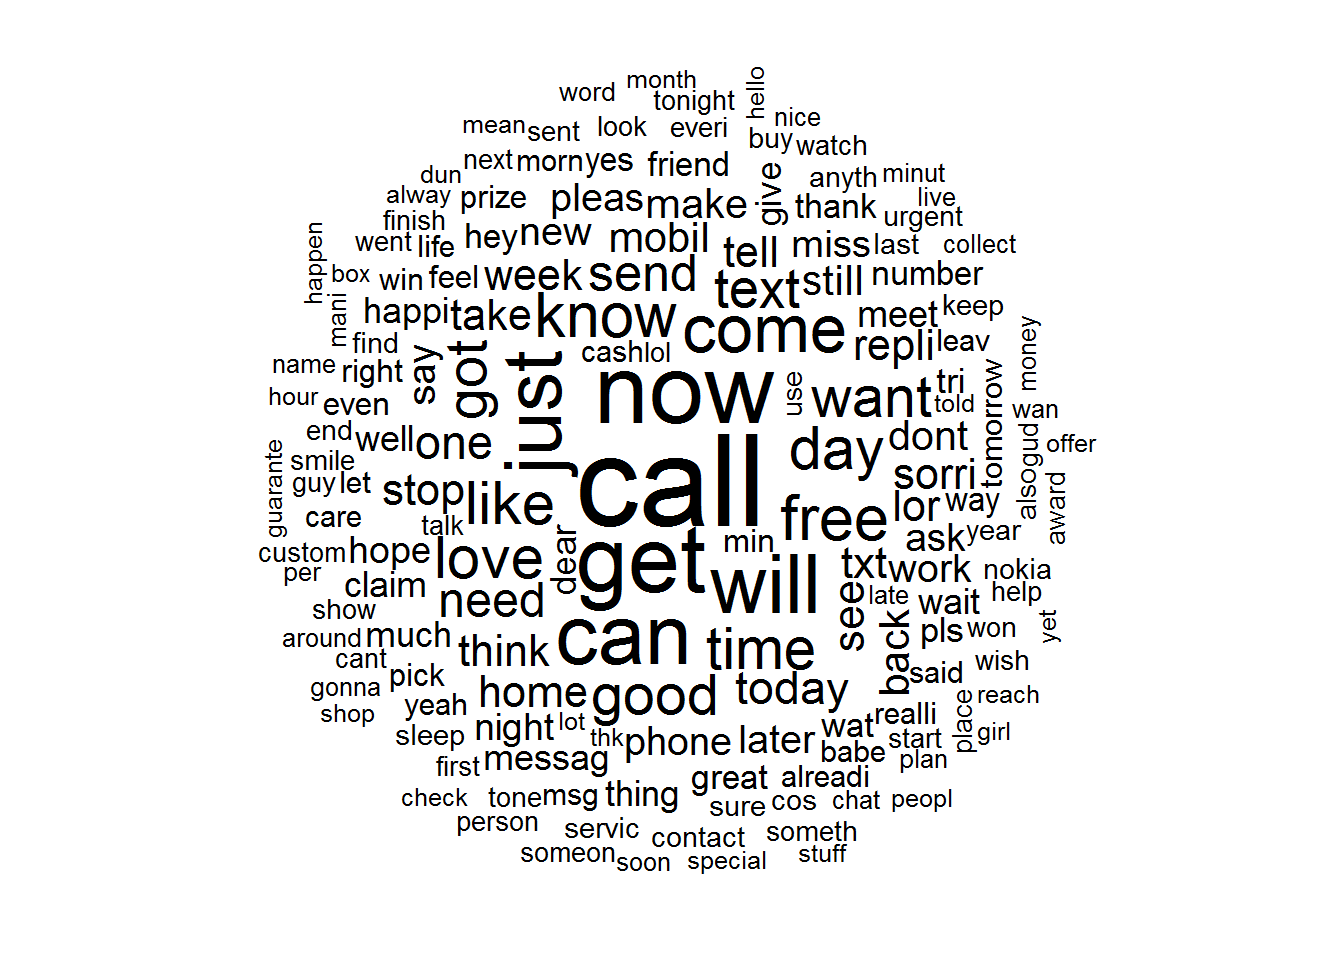 word month tonight hello
mean sent look everi buy nice watch
dun next morn yes friend give anyth minut
alway prize pleas make thank live urgent
finish went life hey new mobil tell miss last collect
happen box win feel week send text still number
mani happi take know come meet keep
find cash lol repli leav
name right say got just now use want tri told tomorrow money
hour even wan
end well one day dont also gud offer
smile call sorri
guarante guy let stop like free lor way award
care talk min ask year
custom hope love dear get txt work nokia
per claim will late help
show need see wait
around much can time back pls won yet
cant think said wish
gonna pick home good today reach
shop yeah night lot wat realli place girl
sleep thk phone later babe start plan
first messag great alreadi
check tone msg thing sure cos chat peopl
person servic contact someth
someon soon special stuff